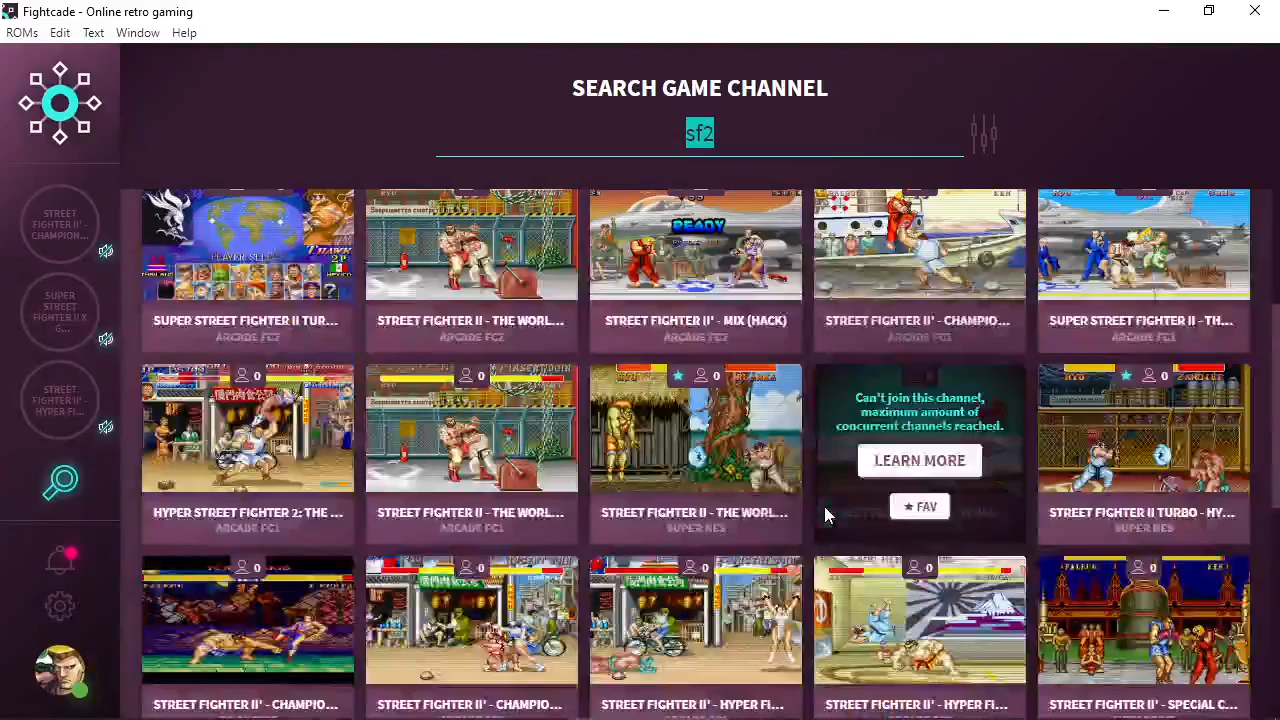 Fightcade - Online retro gaming
ROMs Edit Text Window Help
SEARCH GAME CHANNEL
sf2
STREET
FIGHTER II' -
CHAMPION...
SUPER
STREET
FIGHTER II X
- G...
STREET
FIGHTER II' -
HYPER FI...
PLAYER SELECT
2P
READY
KEN
SUPER STREET FIGHTER II TUR...
ARCADE FC2
STREET FIGHTER II - THE WORL...
ARCADE FC2
STREET FIGHTER II' - MIX (HACK)
ARCADE FC2
STREET FIGHTER II' - CHAMPIO...
ARCADE FC1
SUPER STREET FIGHTER II - TH...
ARCADE FC1
0
0
0
0
Can't join this channel,
maximum amount of
concurrent channels reached.
LEARN MORE
FAV
HYPER STREET FIGHTER 2: THE ...
ARCADE FC1
STREET FIGHTER II - THE WORL...
ARCADE FC1
STREET FIGHTER II - THE WORL...
SUPER NES
STREET FIGHTER II TURBO - HY...
SUPER NES
0
0
0
0
0
STREET FIGHTER II' - CHAMPIO...
STREET FIGHTER II' - CHAMPIO...
STREET FIGHTER II' - HYPER FI...
STREET FIGHTER II' - HYPER FI...
STREET FIGHTER II' - SPECIAL C...